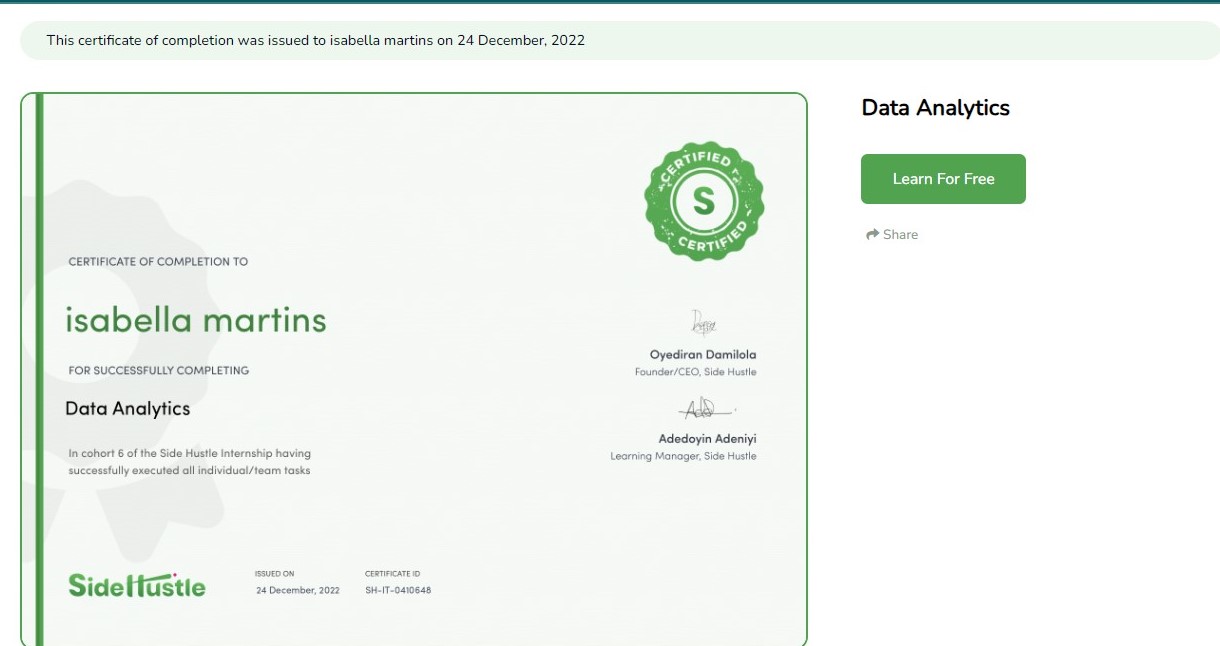 This certificate of completion was issued to isabella martins on 24 December, 2022
Data Analytics
Learn For Free
Share
CERTIFIED
S
CERTIFIED
CERTIFICATE OF COMPLETION TO
isabella martins
FOR SUCCESSFULLY COMPLETING
Data Analytics
In cohort 6 of the Side Hustle Internship having
successfully executed all individual/team tasks
Oyediran Damilola
Founder/CEO, Side Hustle
Adedoyin Adeniyi
Learning Manager, Side Hustle
SideHustle
ISSUED ON
24 December, 2022
CERTIFICATE ID
SH-IT-0410648